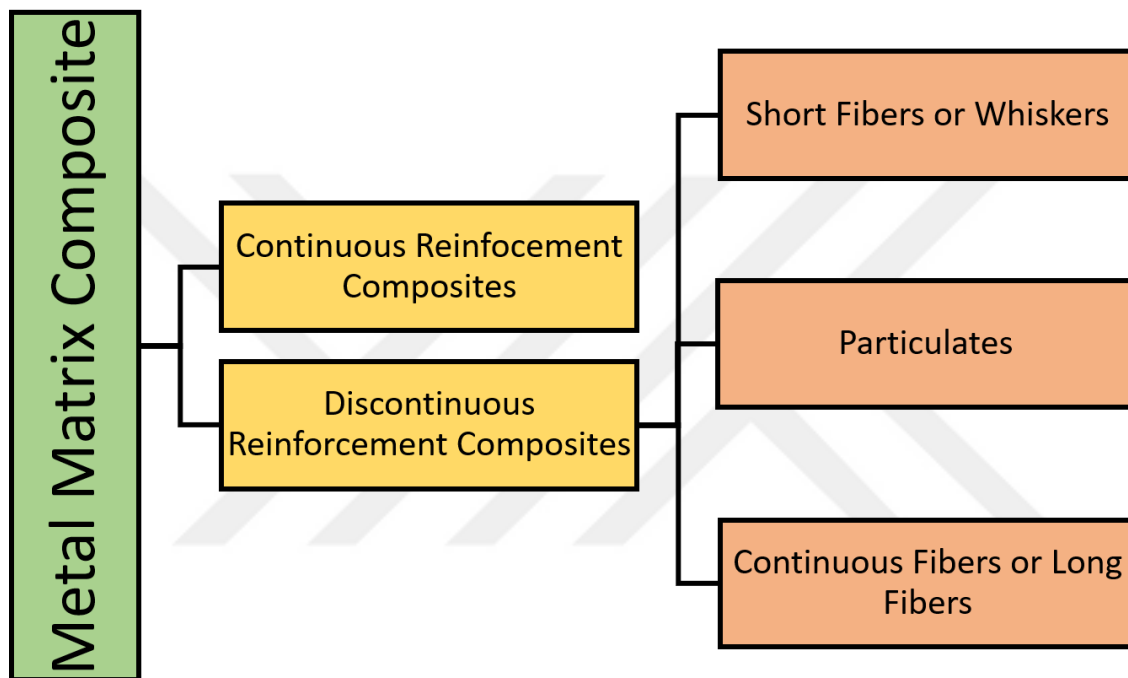 Metal Matrix Composite
Continuous Reinfocement
Composites
Discontinuous
Reinforcement Composites
Short Fibers or Whiskers
Particulates
Continuous Fibers or Long
Fibers